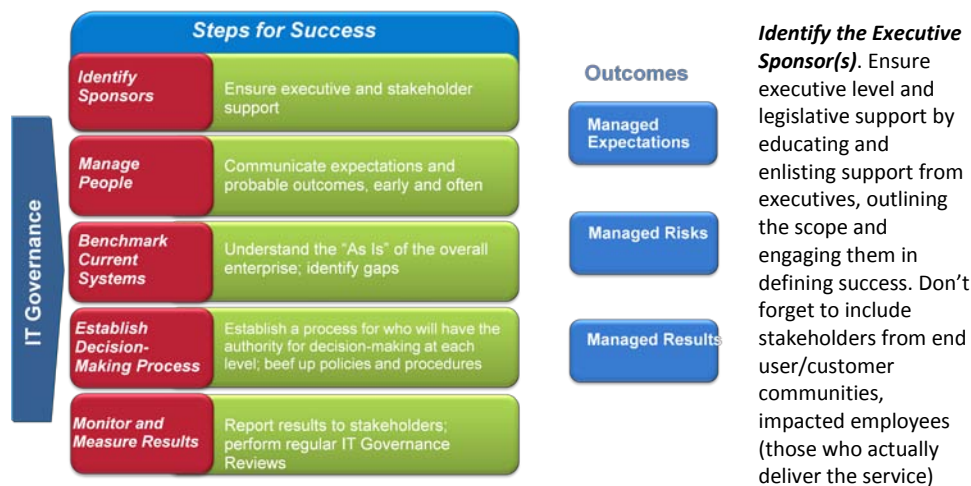 Steps for Success
Identify
Sponsors
Ensure executive and stakeholder
support
Manage
People
Communicate expectations and
probable outcomes, early and often
Benchmark
Current
Systems
Understand the “As Is” of the overall
enterprise; identify gaps
Establish
Decision-
Making Process
Establish a process for who will have the
authority for decision-making at each
level; beef up policies and procedures
Monitor and
Measure Results
Report results to stakeholders;
perform regular IT Governance
Reviews
IT Governance
Outcomes
Managed
Expectations
Managed Risks
Managed Results
Identify the Executive
Sponsor(s). Ensure
executive level and
legislative support by
educating and
enlisting support from
executives, outlining
the scope and
engaging them in
defining success. Don’t
forget to include
stakeholders from end
user/customer
communities,
impacted employees
(those who actually
deliver the service)